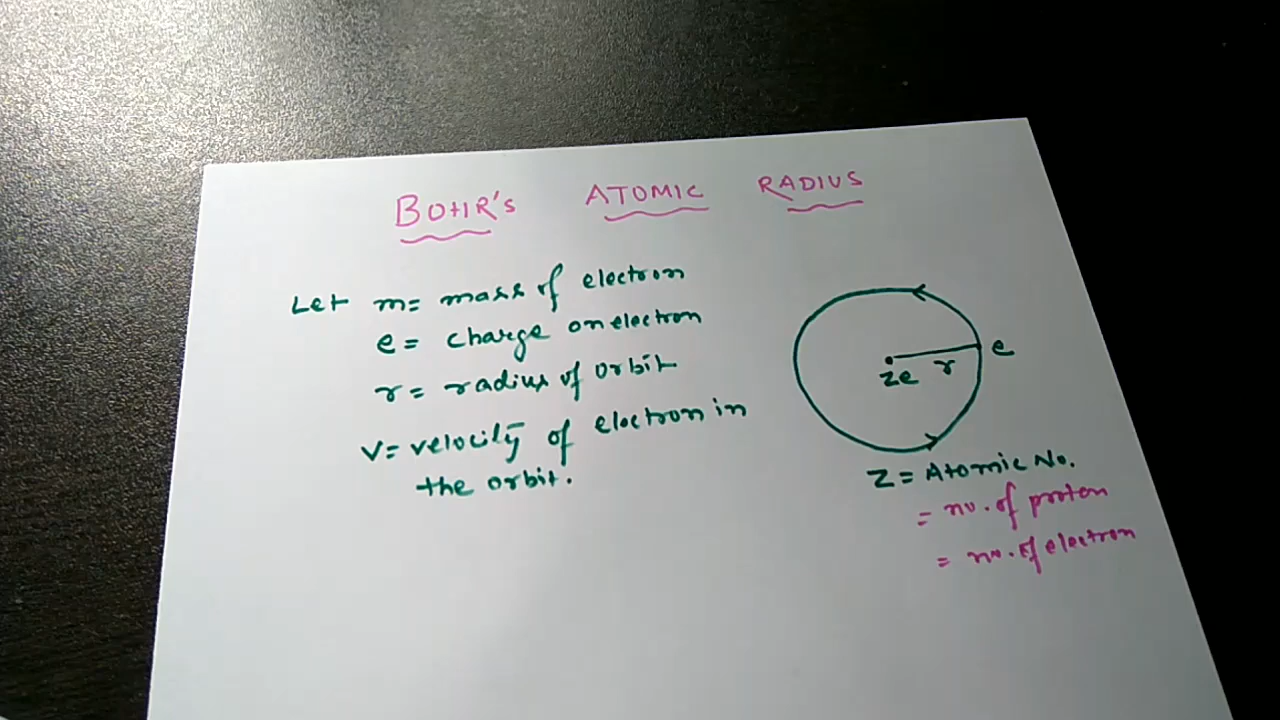 BOHR'S ATOMIC RADIUS
Let m = mass of electron
e = charge on electron
r = radius of orbit
v = velocity of electron in
the orbit.
e
ze r
Z = Atomic No.
= no. of proton
= no. of electron